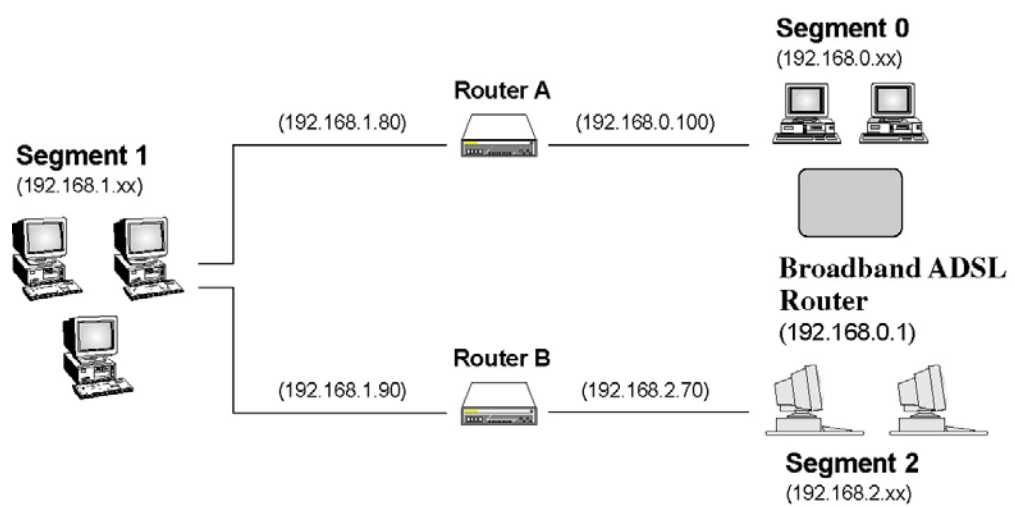 Segment 0
(192.168.0.xx)
Router A
(192.168.1.80)
(192.168.0.100)
Segment 1
(192.168.1.xx)
Broadband ADSL
Router
(192.168.0.1)
Router B
(192.168.1.90)
(192.168.2.70)
Segment 2
(192.168.2.xx)